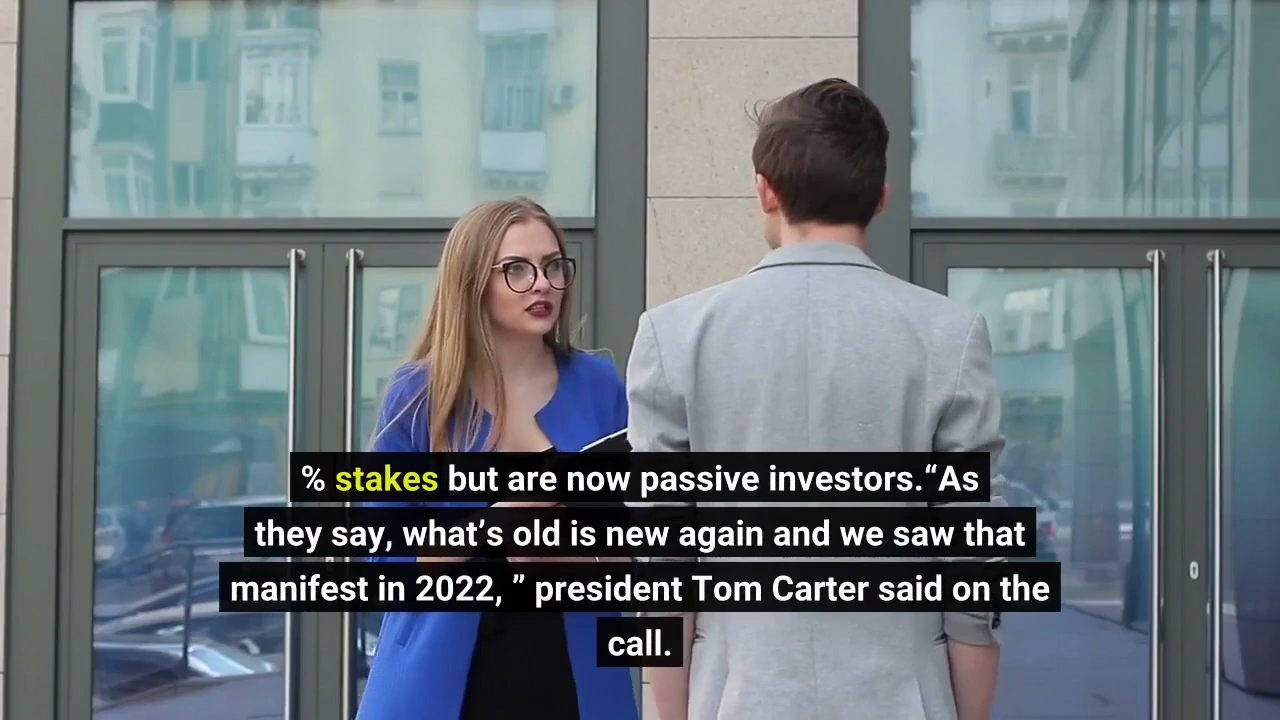 % stakes but are now passive investors.“As
they say, what’s old is new again and we saw that
manifest in 2022, ” president Tom Carter said on the
call.